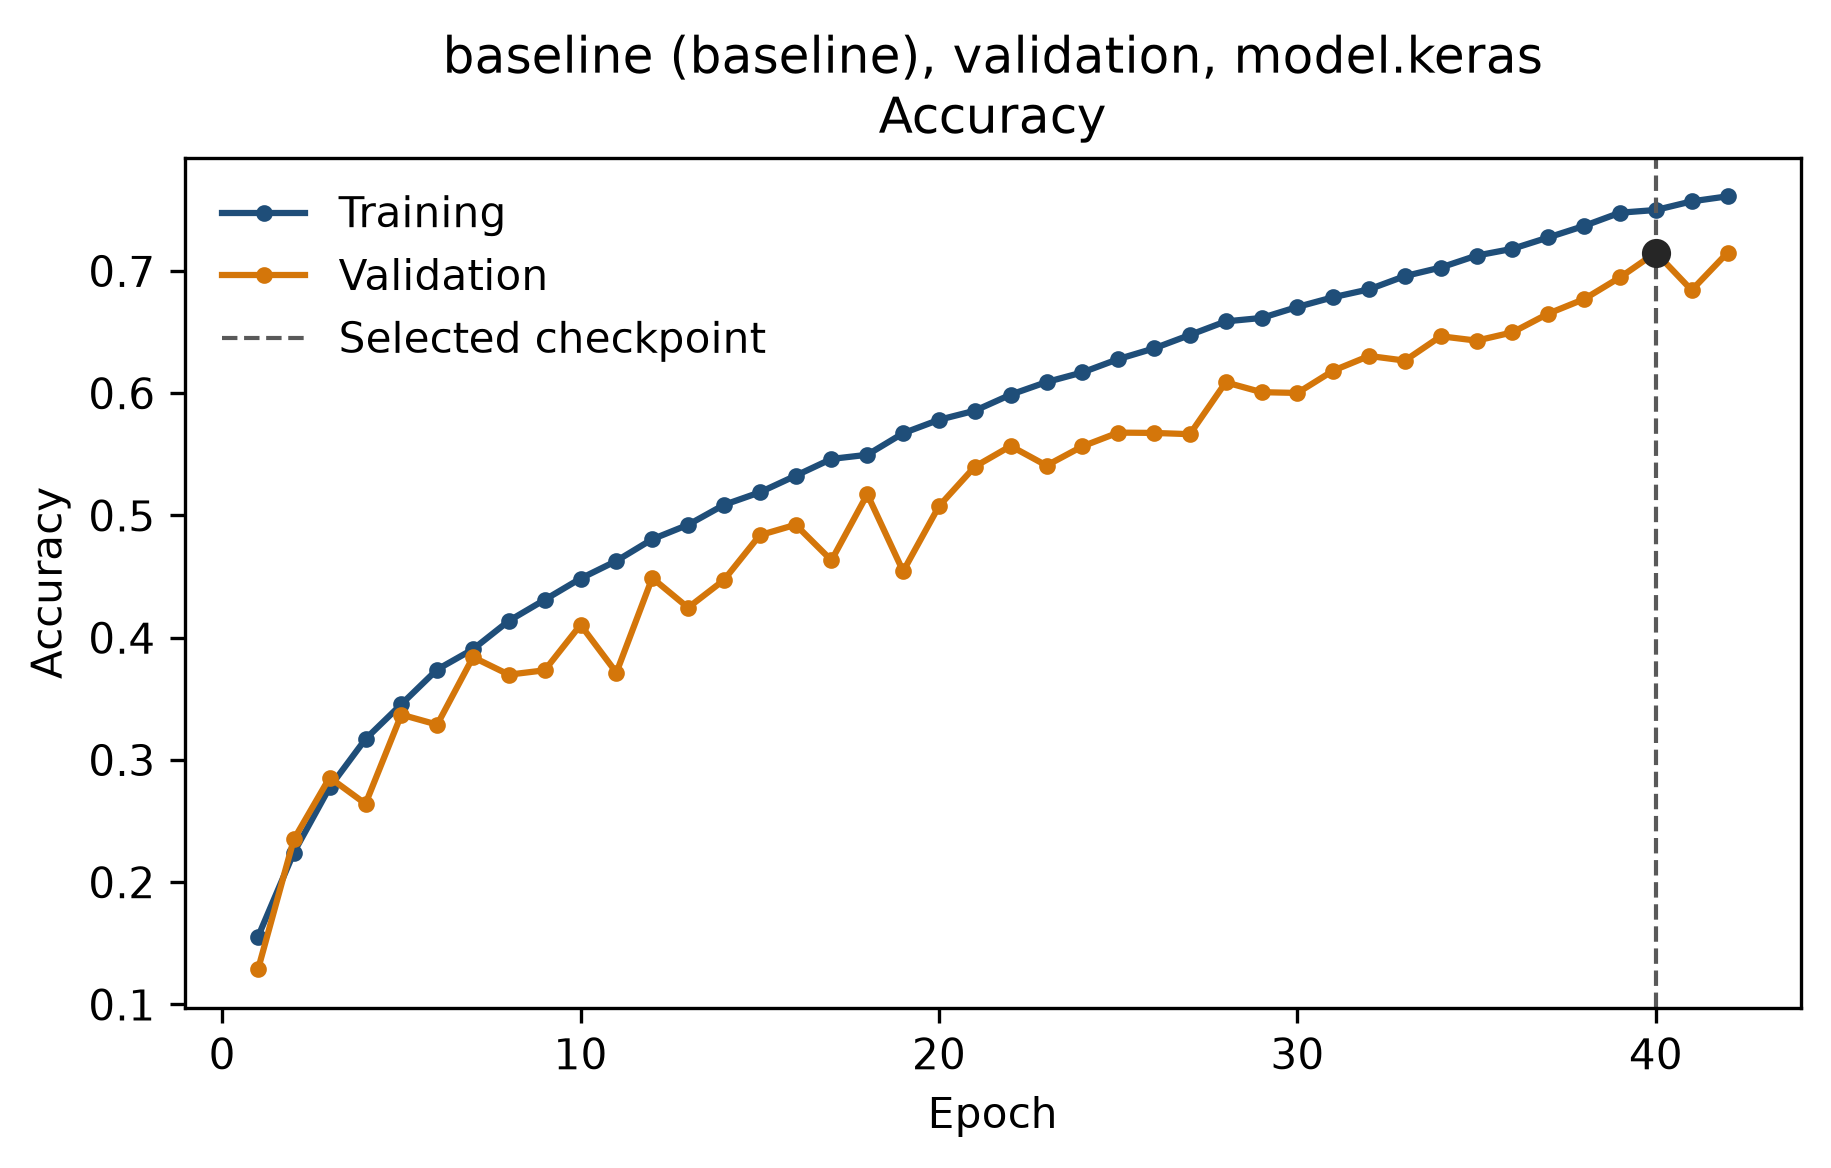 baseline (baseline), validation, model.keras
Accuracy
Training
Validation
Selected checkpoint
Accuracy
0.7
0.6
0.5
0.4
0.3
0.2
0.1
0 10 20 30 40
Epoch